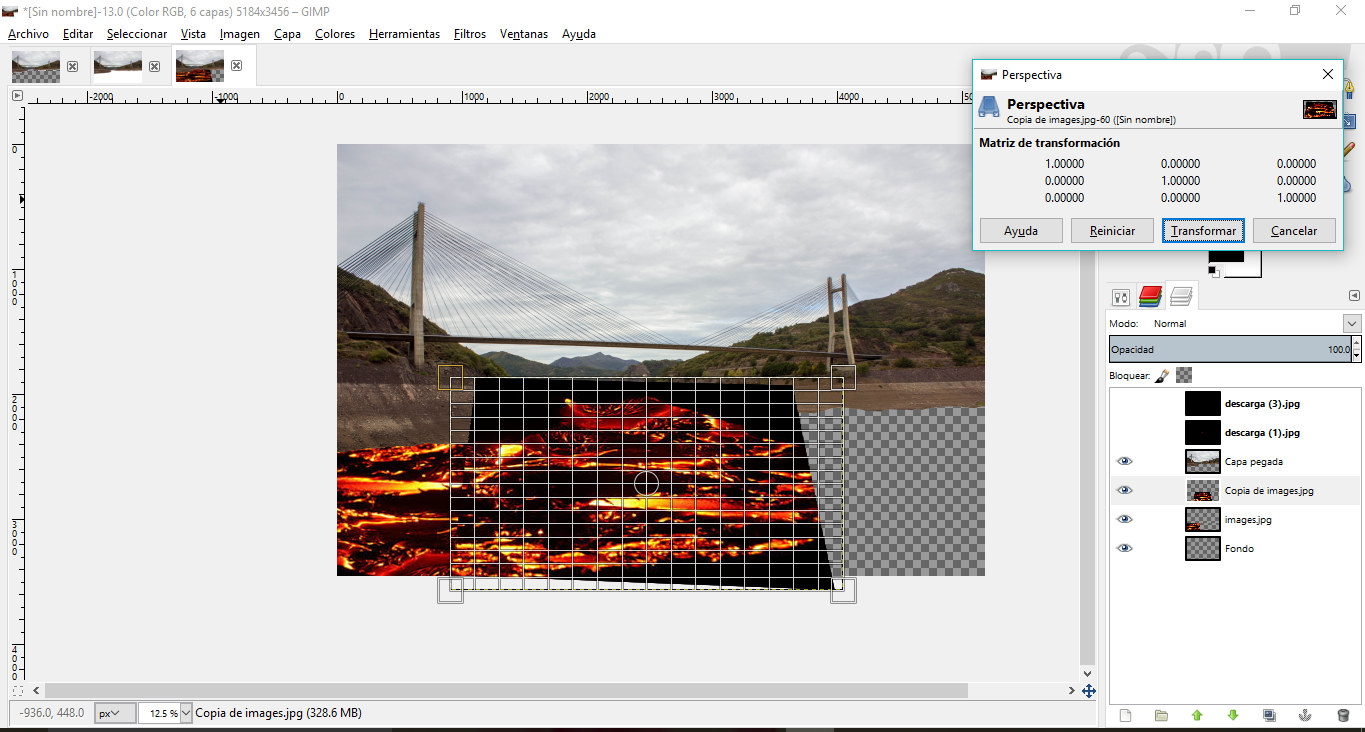 *[Sin nombre]-13.0 (Color RGB, 6 capas) 5184x3456 – GIMP
Archivo Editar Seleccionar Vista Imagen Capa Colores Herramientas Filtros Ventanas Ayuda
-2000 -1000 0 1000 2000 3000 4000
Perspectiva
Perspectiva
Copia de images.jpg-60 ([Sin nombre])
Matriz de transformación
1.00000 0.00000 0.00000
0.00000 1.00000 0.00000
0.00000 0.00000 1.00000
Ayuda Reiniciar Transformar Cancelar
0
1000
2000
3000
4000
Modo: Normal
Opacidad 100.0
Bloquear:
descarga (3).jpg
descarga (1).jpg
Capa pegada
Copia de images.jpg
images.jpg
Fondo
-936.0, 448.0 px 12.5 % Copia de images.jpg (328.6 MB)